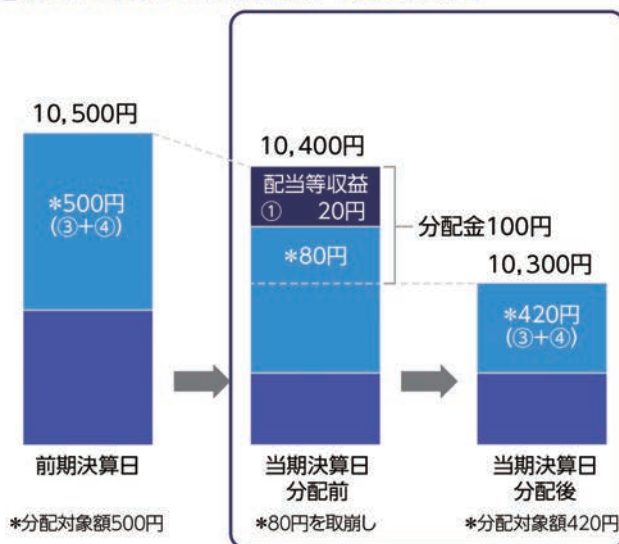 10,500円
*500円
(③+④)
前期決算日
*分配対象額500円
10,400円
配当等収益
① 20円
*80円
分配金100円
当期決算日
分配前
*80円を取崩し
10,300円
*420円
(③+④)
当期決算日
分配後
*分配対象額420円